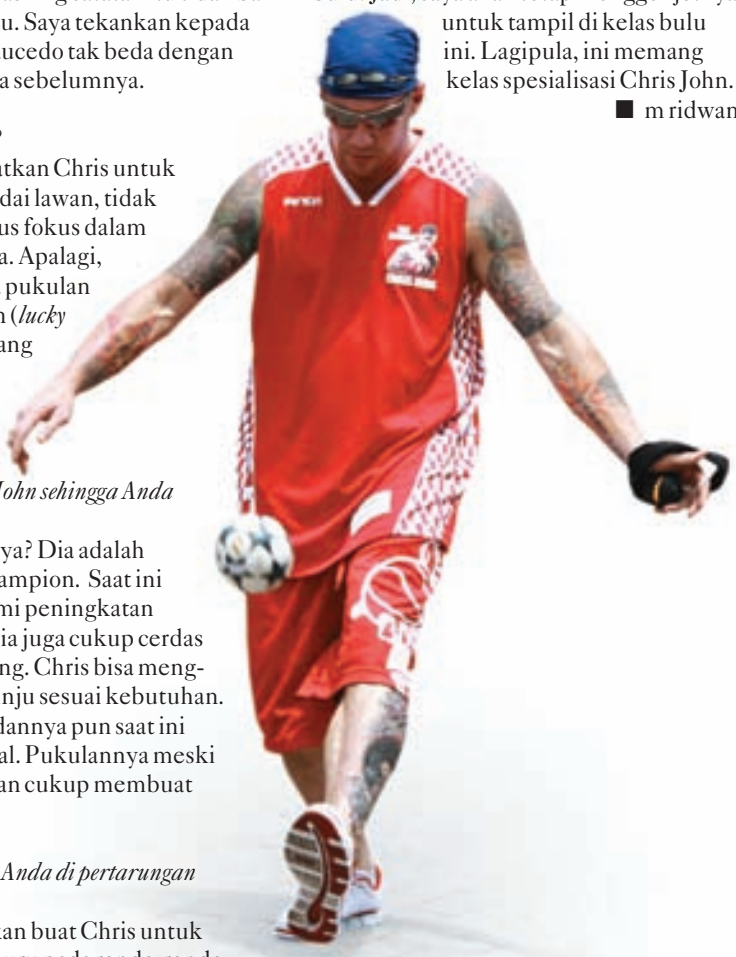 u. Saya tekankan kepada
ucedo tak beda dengan
a sebelumnya.
atkan Chris untuk
dai lawan, tidak
us fokus dalam
a. Apalagi,
pukulan
n (lucky
ang
John sehingga Anda
ya? Dia adalah
ampion. Saat ini
mi peningkatan
ia juga cukup cerdas
ng. Chris bisa meng-
nju sesuai kebutuhan.
dannya pun saat ini
al. Pukulannya meski
an cukup membuat
Anda di pertarungan
kan buat Chris untuk
untuk tampil di kelas bulu
ini. Lagipula, ini memang
kelas spesialisasi Chris John.
■ m ridwan